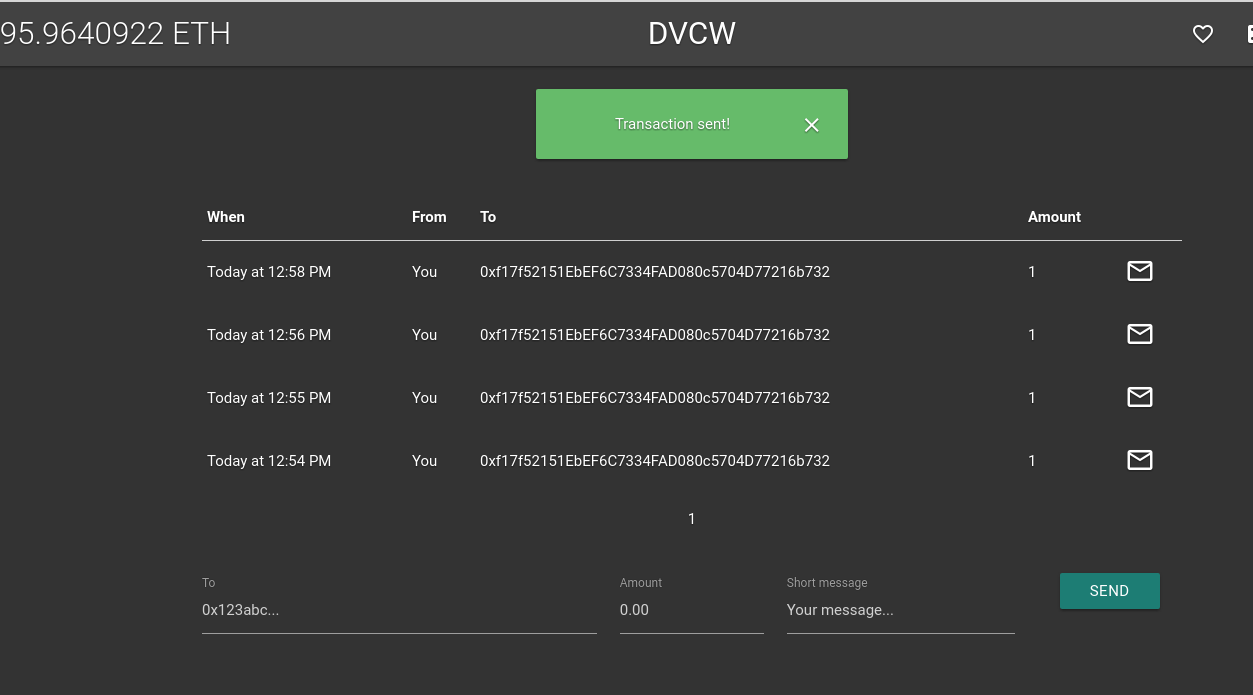 95.9640922 ETH DVCW
Transaction sent!
When From To Amount
Today at 12:58 PM You 0xf17f52151EbEF6C7334FAD080c5704D77216b732 1
Today at 12:56 PM You 0xf17f52151EbEF6C7334FAD080c5704D77216b732 1
Today at 12:55 PM You 0xf17f52151EbEF6C7334FAD080c5704D77216b732 1
Today at 12:54 PM You 0xf17f52151EbEF6C7334FAD080c5704D77216b732 1
1
To Amount Short message
0x123abc... 0.00 Your message... SEND